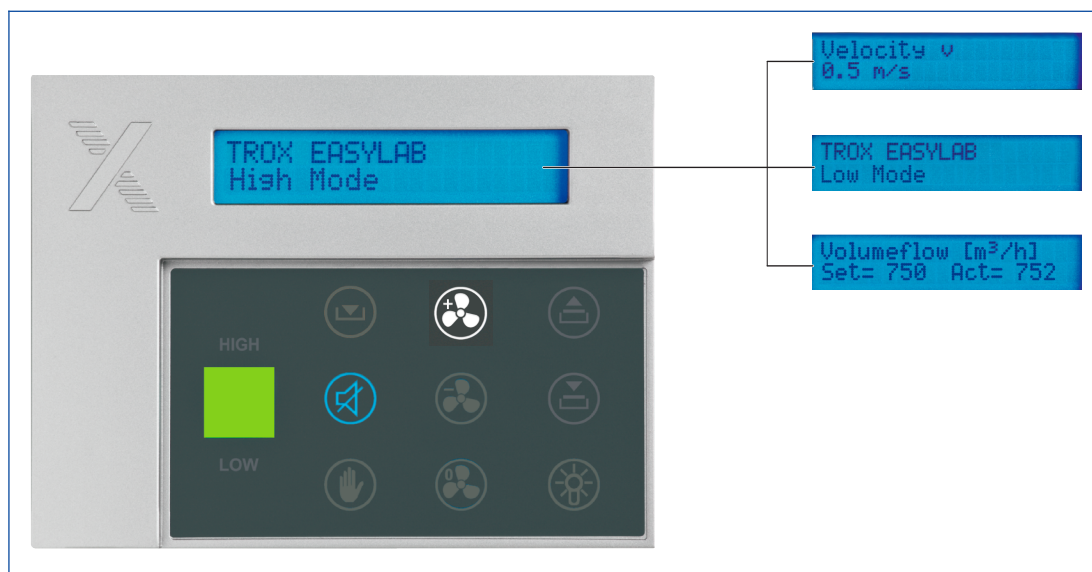 TROX EASYLAB
High Mode
HIGH
LOW
+
-
0
Velocity v
0.5 m/s
TROX EASYLAB
Low Mode
Volumeflow [m³/h]
Set= 750 Act= 752